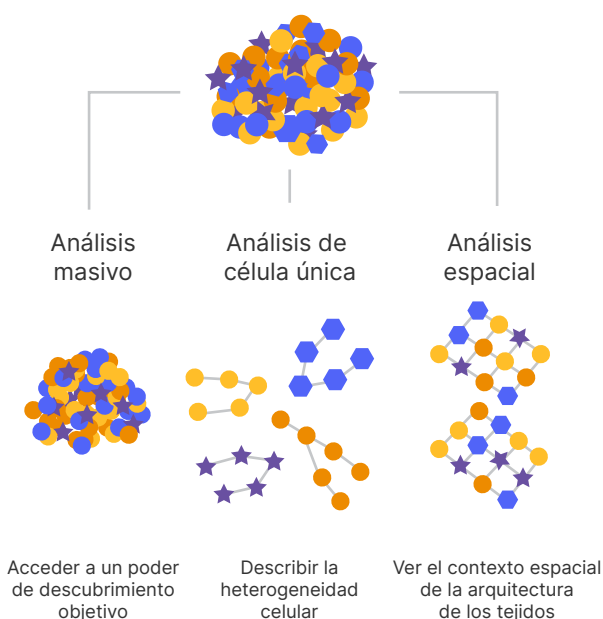 Análisis
masivo
Análisis de
célula única
Análisis
espacial
Acceder a un poder
de descubrimiento
objetivo
Describir la
heterogeneidad
celular
Ver el contexto espacial
de la arquitectura
de los tejidos